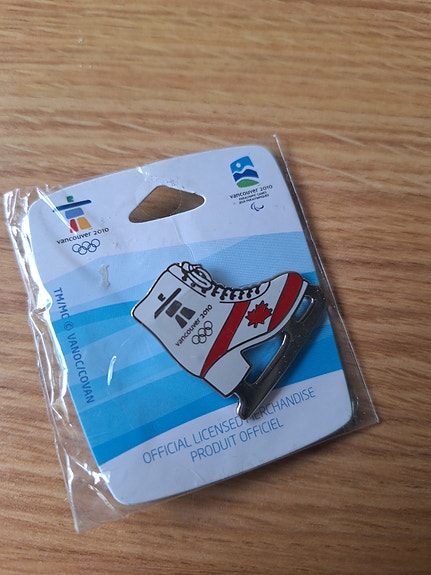 vancouver 2010
vancouver 2010
TM/MC © VANOC/COVAN
vancouver 2010
OFFICIAL LICENSED MERCHANDISE
PRODUIT OFFICIEL